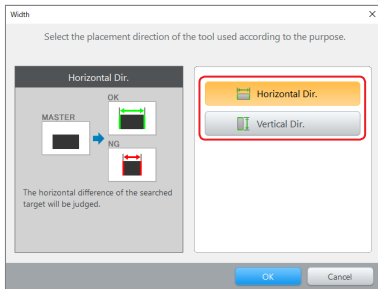 Width
Select the placement direction of the tool used according to the purpose.
Horizontal Dir.
MASTER
OK
NG
The horizontal difference of the searched
target will be judged.
Horizontal Dir.
Vertical Dir.
OK
Cancel